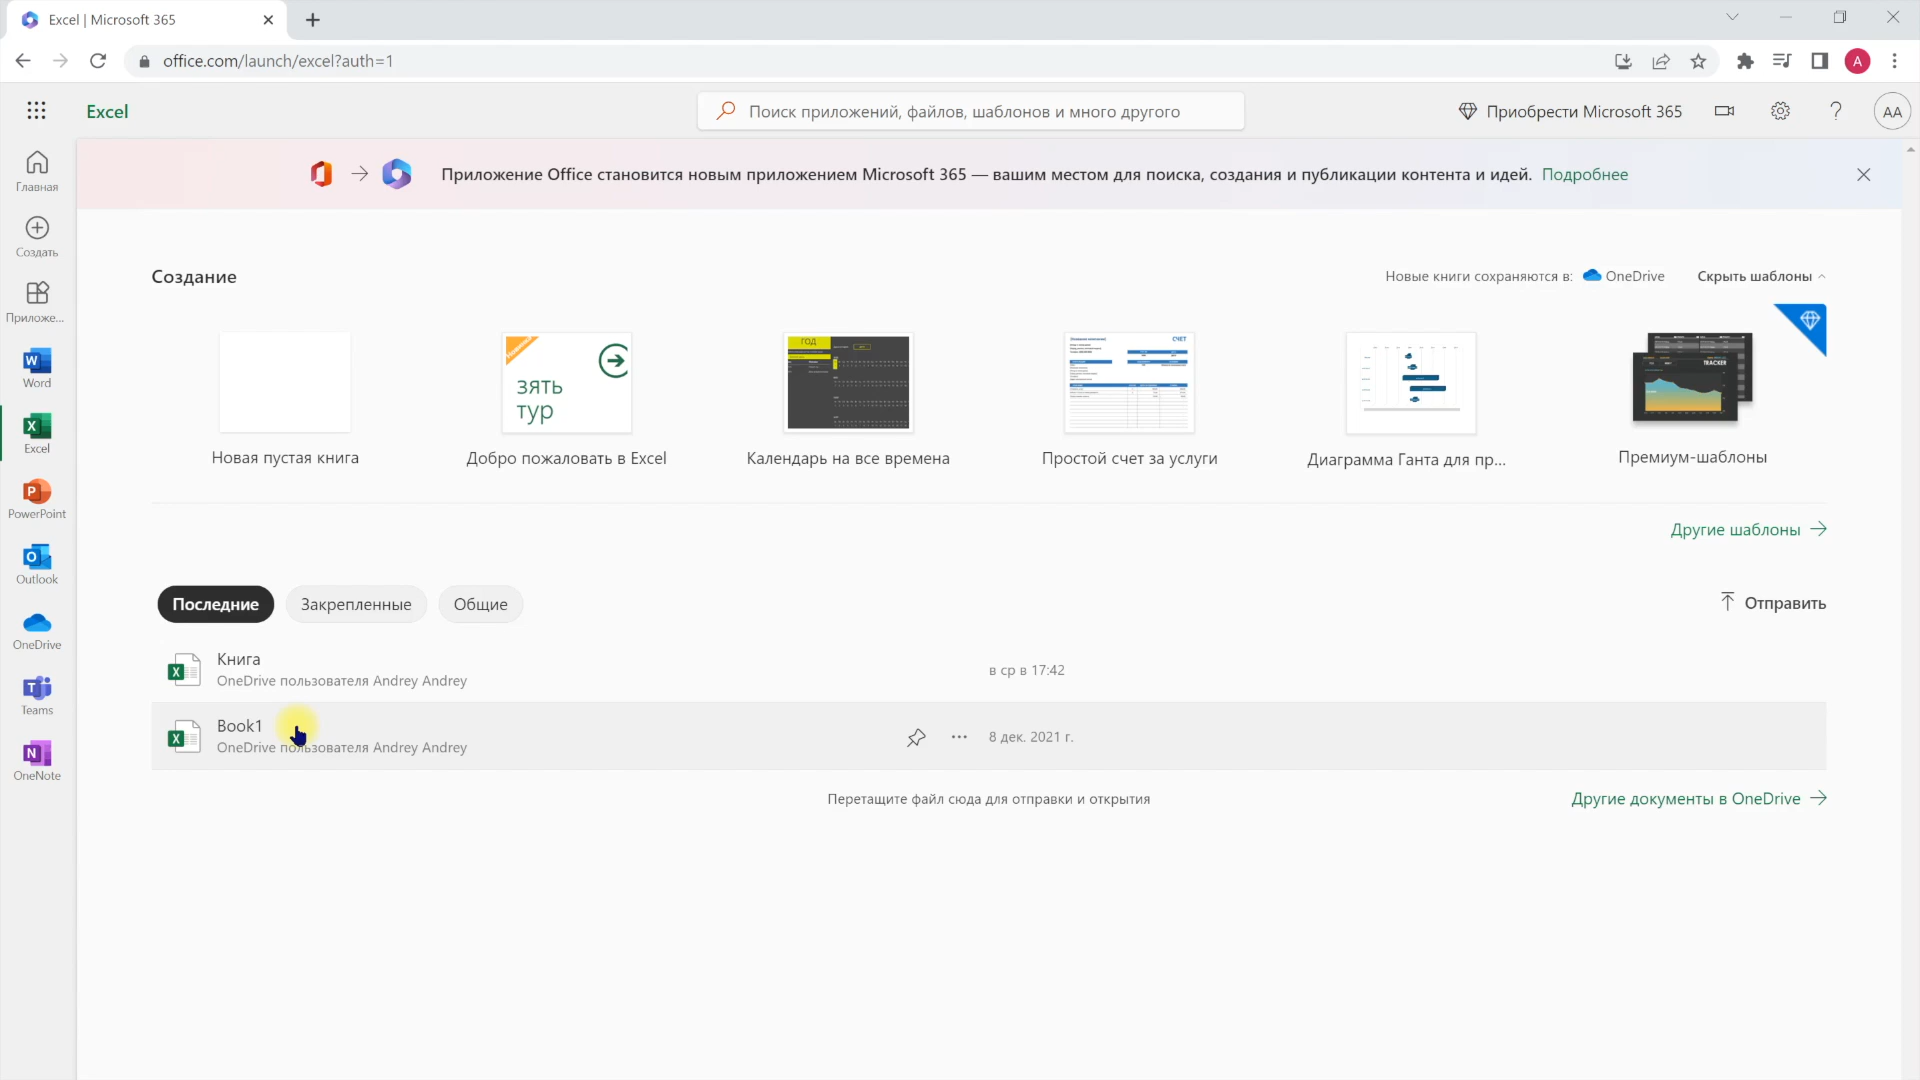 Excel | Microsoft 365
office.com/launch/excel?auth=1
A
Excel
Поиск приложений, файлов, шаблонов и много другого
Приобрести Microsoft 365
AA
Приложение Office становится новым приложением Microsoft 365 — вашим местом для поиска, создания и публикации контента и идей. Подробнее
Главная
Создать
Приложе...
Word
Excel
PowerPoint
Outlook
OneDrive
Teams
OneNote
Создание
Новые книги сохраняются в: OneDrive
Скрыть шаблоны
зять
тур
ГОД
СЧЕТ
TRACKER
Новая пустая книга
Добро пожаловать в Excel
Календарь на все времена
Простой счет за услуги
Диаграмма Ганта для пр...
Премиум-шаблоны
Другие шаблоны
Последние
Закрепленные
Общие
Отправить
Книга
OneDrive пользователя Andrey Andrey
в ср в 17:42
Book1
OneDrive пользователя Andrey Andrey
8 дек. 2021 г.
Перетащите файл сюда для отправки и открытия
Другие документы в OneDrive